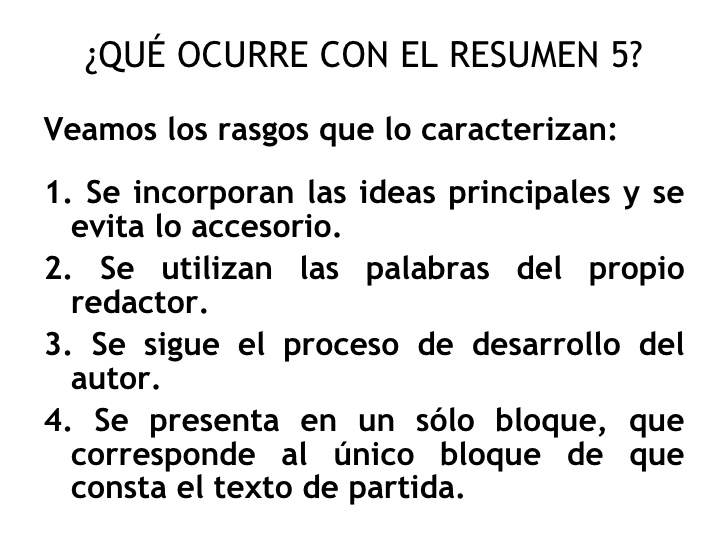 ¿QUÉ OCURRE CON EL RESUMEN 5?
Veamos los rasgos que lo caracterizan:
1. Se incorporan las ideas principales y se
evita lo accesorio.
2. Se utilizan las palabras del propio
redactor.
3. Se sigue el proceso de desarrollo del
autor.
4. Se presenta en un sólo bloque, que
corresponde al único bloque de que
consta el texto de partida.